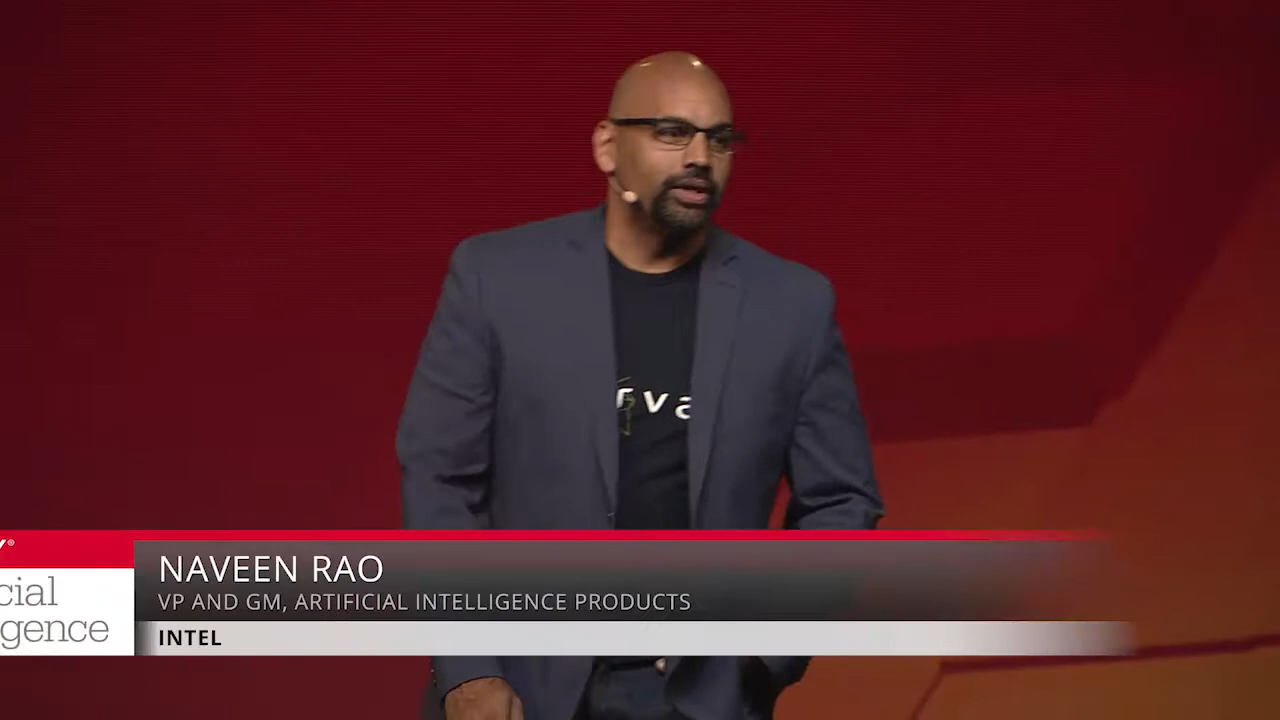 rva
Y®
cial
gence
NAVEEN RAO
VP AND GM, ARTIFICIAL INTELLIGENCE PRODUCTS
INTEL